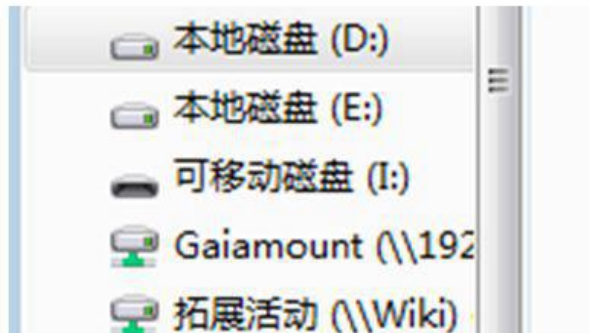 本地磁盘 (D:)
本地磁盘 (E:)
可移动磁盘 (I:)
Gaiamount (\\192
拓展活动 (\\Wiki)